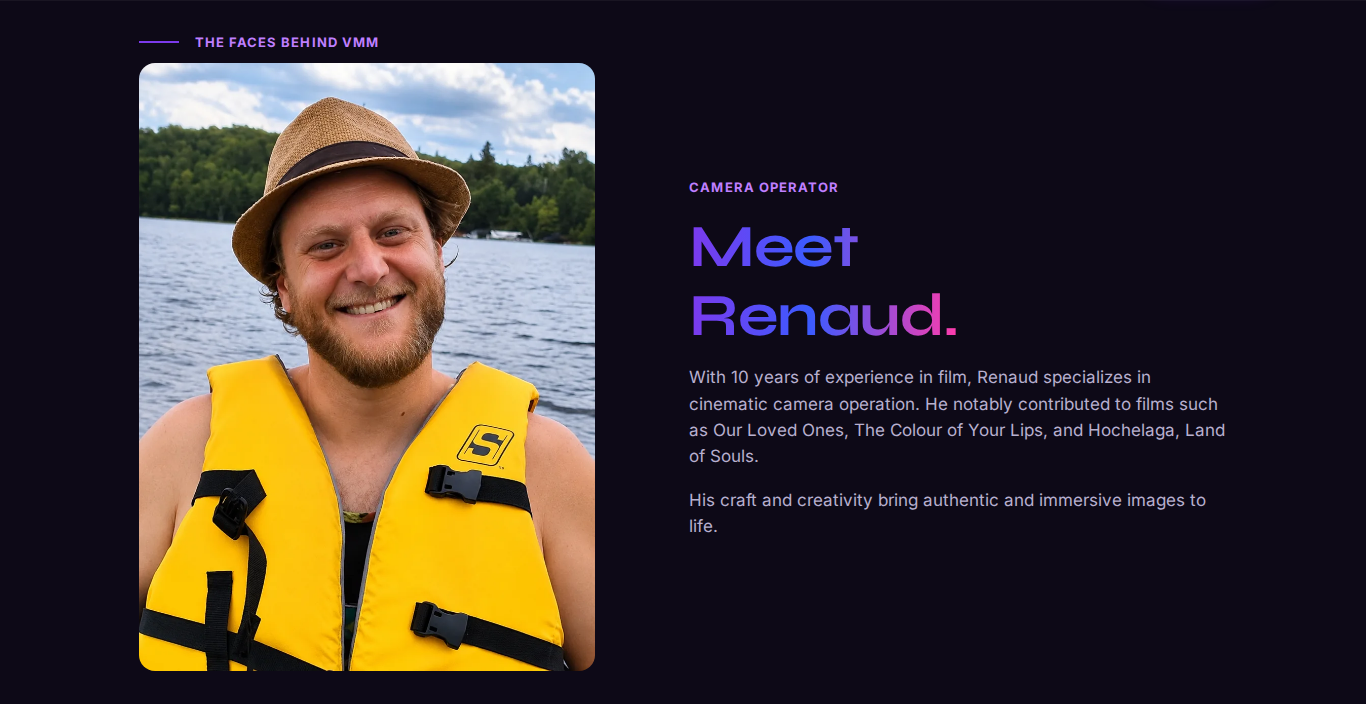 THE FACES BEHIND VMM
CAMERA OPERATOR
Meet
Renaud.
With 10 years of experience in film, Renaud specializes in
cinematic camera operation. He notably contributed to films such
as Our Loved Ones, The Colour of Your Lips, and Hochelaga, Land
of Souls.
His craft and creativity bring authentic and immersive images to
life.
S